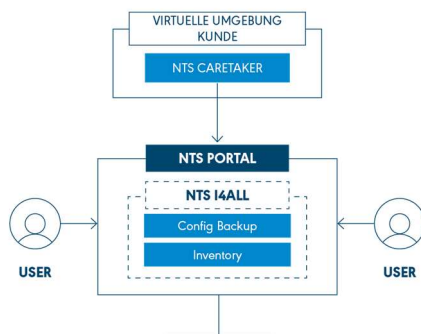 VIRTUELLE UMGEBUNG
KUNDE
NTS CARETAKER
NTS PORTAL
NTS I4ALL
Config Backup
Inventory
USER
USER